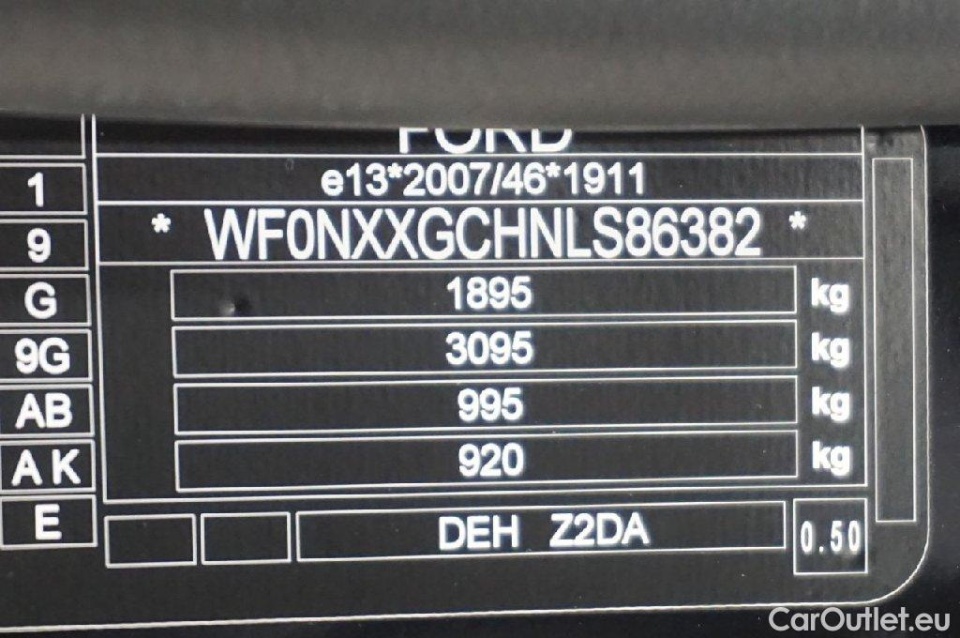 FORD
1
e13*2007/46*1911
9
* WF0NXXGCHNLS86382 *
G
1895 kg
9G
3095 kg
AB
995 kg
AK
920 kg
E
DEH Z2DA
0.50
CarOutlet.eu